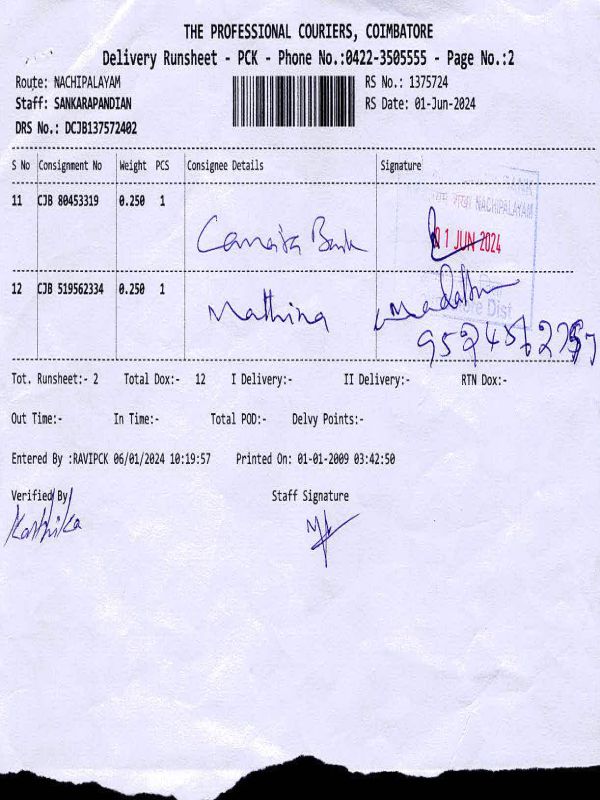 THE PROFESSIONAL COURIERS, COIMBATORE
Delivery Runsheet - PCK - Phone No.:0422-3505555 - Page No.:2
Route: NACHIPALAYAM RS No.: 1375724
Staff: SANKARAPANDIAN RS Date: 01-Jun-2024
DRS No.: DCJB137572402
S No Consignment No Weight PCS Consignee Details Signature
11 CJB 80453319 0.250 1 Canara Bank
NACHIPALAYAM
01 JUN 2024
12 CJB 519562334 0.250 1 Mathina
Dist
Tot. Runsheet:- 2 Total Dox:- 12 I Delivery:- II Delivery:- RTN Dox:-
Out Time:- In Time:- Total POD:- Delvy Points:-
Entered By :RAVIPCK 06/01/2024 10:19:57 Printed On: 01-01-2009 03:42:50
Verified By Staff Signature
Karthika